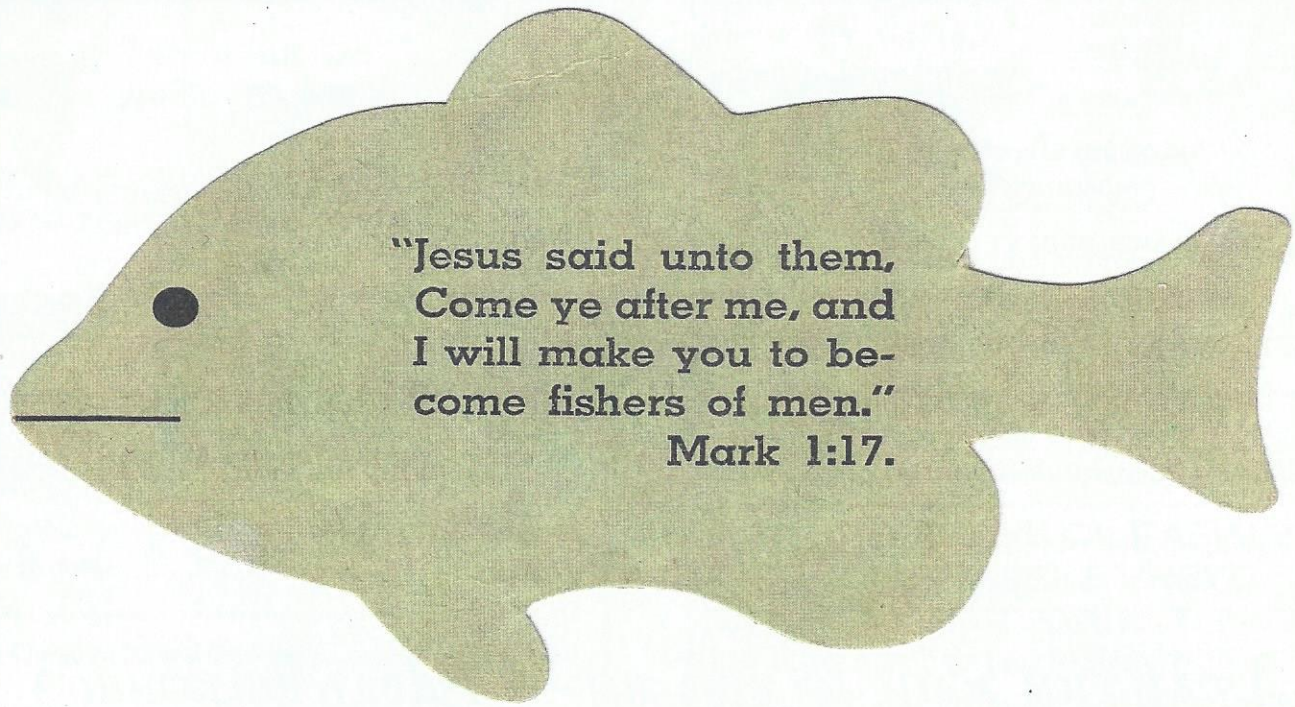 "Jesus said unto them,
Come ye after me, and
I will make you to be-
come fishers of men."
Mark 1:17.